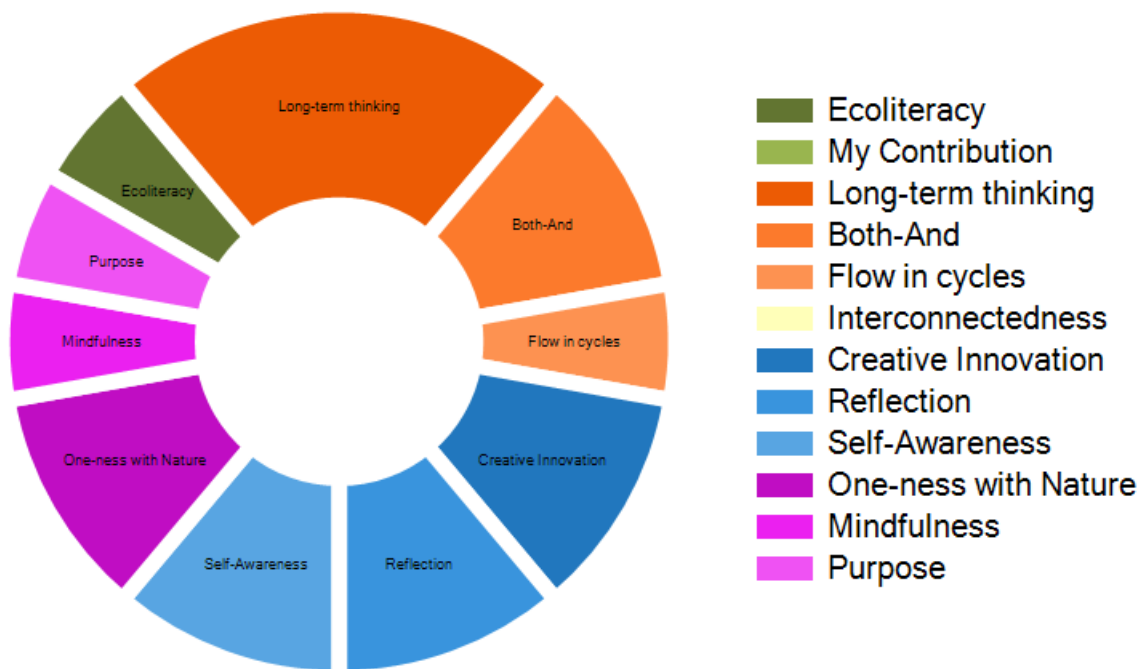 Long-term thinking
Both-And
Flow in cycles
Creative Innovation
Reflection
Self-Awareness
One-ness with Nature
Mindfulness
Purpose
Ecoliteracy
Ecoliteracy
My Contribution
Long-term thinking
Both-And
Flow in cycles
Interconnectedness
Creative Innovation
Reflection
Self-Awareness
One-ness with Nature
Mindfulness
Purpose